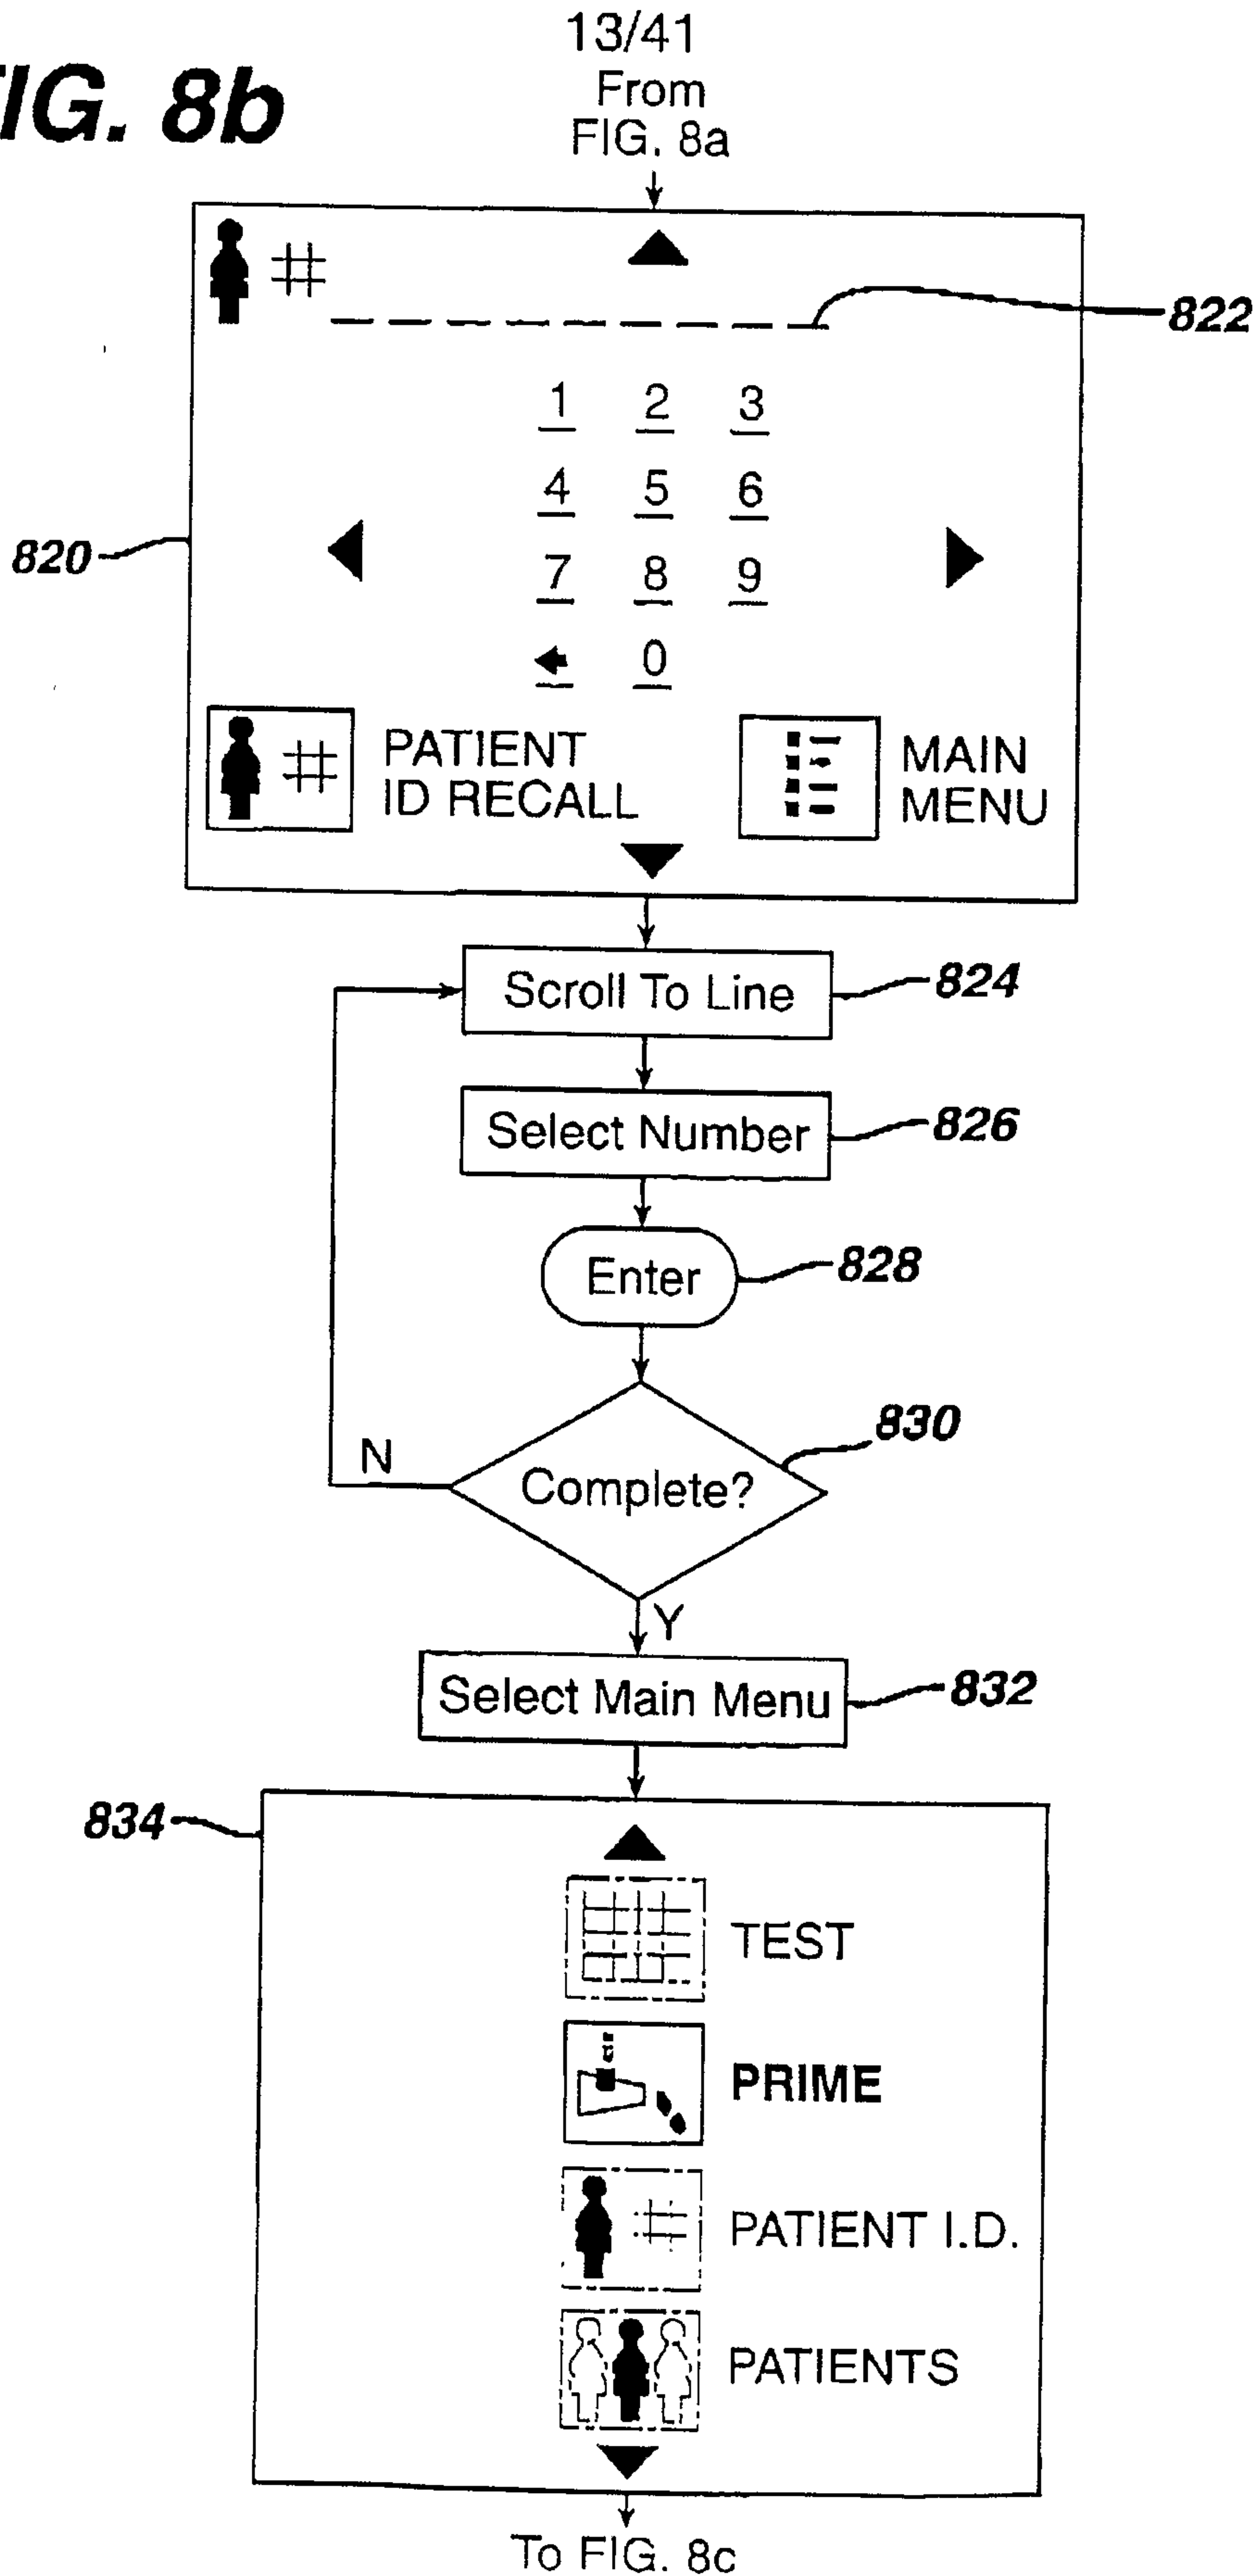 13/41
FIG. 8b
From
FIG. 8a
#
822
1 2 3
4 5 6
820
7 8 9
0
# PATIENT
ID RECALL
MAIN
MENU
Scroll To Line
824
Select Number
826
Enter
828
830
N
Complete?
Y
Select Main Menu
832
834
TEST
PRIME
# PATIENT I.D.
PATIENTS
To FIG. 8c